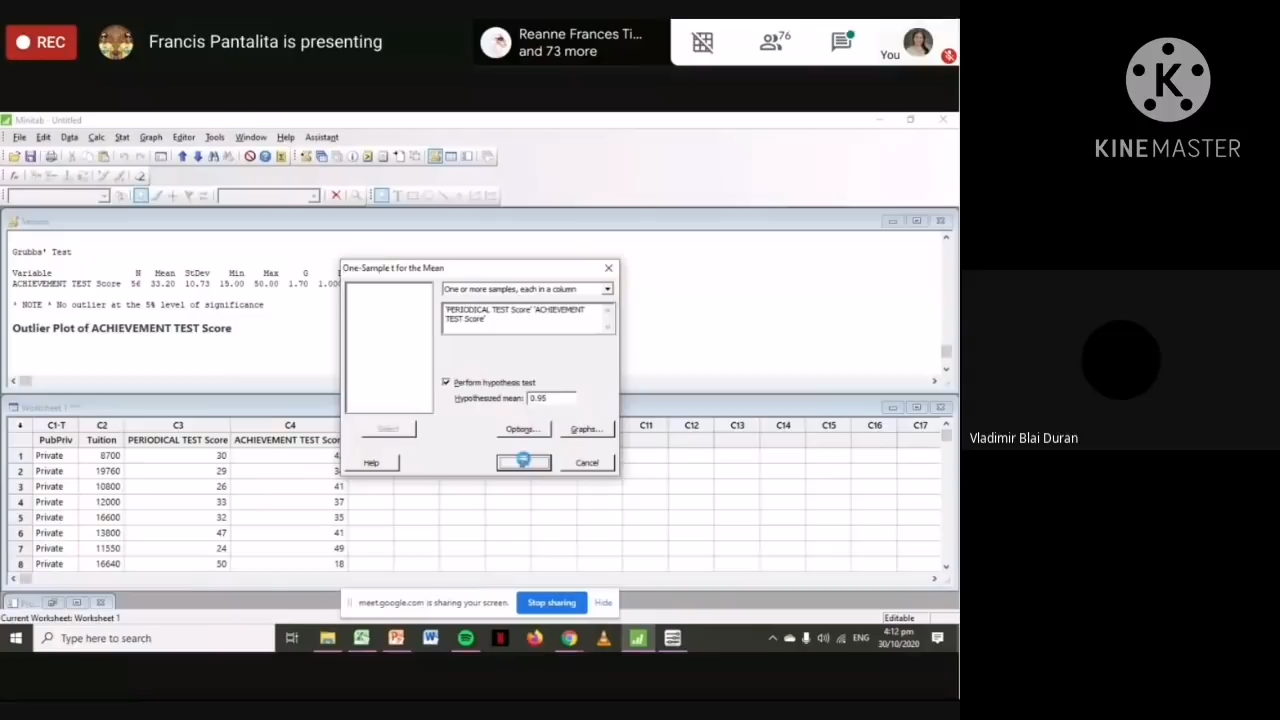 REC
Francis Pantalita is presenting
Reanne Frances Ti...
and 73 more
76
You
K
KINEMASTER
Minitab - Untitled
File Edit Data Calc Stat Graph Editor Tools Window Help Assistant
Session
Grubbs' Test
Variable N Mean StDev Min Max G
ACHIEVEMENT TEST Score 56 33.20 10.73 15.00 50.00 1.70 1.00
* NOTE * No outlier at the 5% level of significance
Outlier Plot of ACHIEVEMENT TEST Score
One-Sample t for the Mean
One or more samples, each in a column
'PERIODICAL TEST Score' 'ACHIEVEMENT
TEST Score'
Perform hypothesis test
Hypothesized mean: 0.95
Select
Options...
Graphs...
Help
Cancel
Worksheet 1 ***
C1-T C2 C3 C4 C11 C12 C13 C14 C15 C16 C17
PubPriv Tuition PERIODICAL TEST Score ACHIEVEMENT TEST Scor
1 Private 8700 30 4
2 Private 19760 29 3
3 Private 10800 26 41
4 Private 12000 33 37
5 Private 16600 32 35
6 Private 13800 47 41
7 Private 11550 24 49
8 Private 16640 50 18
Vladimir Blai Duran
Pro...
meet.google.com is sharing your screen.
Stop sharing
Hide
Current Worksheet: Worksheet 1
Editable
Type here to search
ENG
4:12 pm
30/10/2020